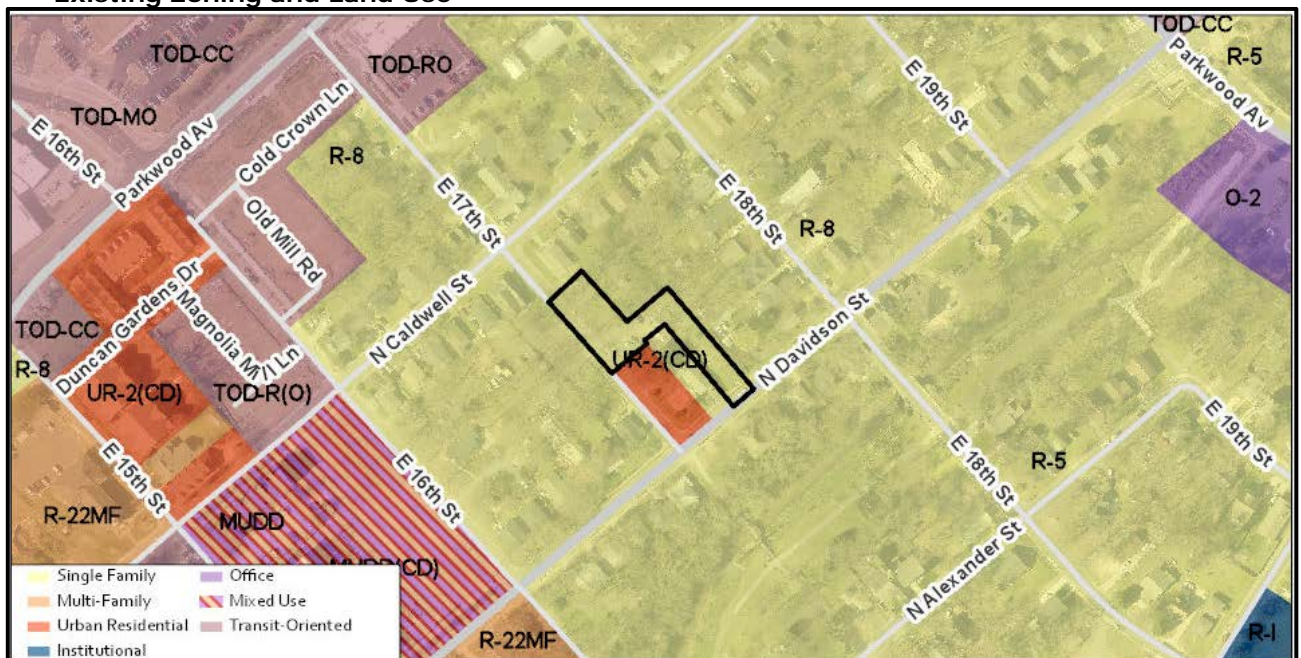 Existing Zoning and Land Use
TOD-CC
TOD-CC
R-5
TOD-RO
Parkwood Av
E 19th St
TOD-MO
Cold Crown Ln
E 16th St
Parkwood Av
R-8
E 17th St
Old Mill Rd
E 18th St
O-2
R-8
Duncan Gardens Dr
Magnolia Mill Ln
N Caldwell St
N Davidson St
TOD-CC
R-8
UR-2(CD)
UR-2(CD)
TOD-R(O)
E 19th St
E 15th St
E 16th St
E 18th St
R-5
R-22MF
MUDD
N Alexander St
MUDD(CD)
R-22MF
R-I
Single Family
Multi-Family
Urban Residential
Institutional
Office
Mixed Use
Transit-Oriented